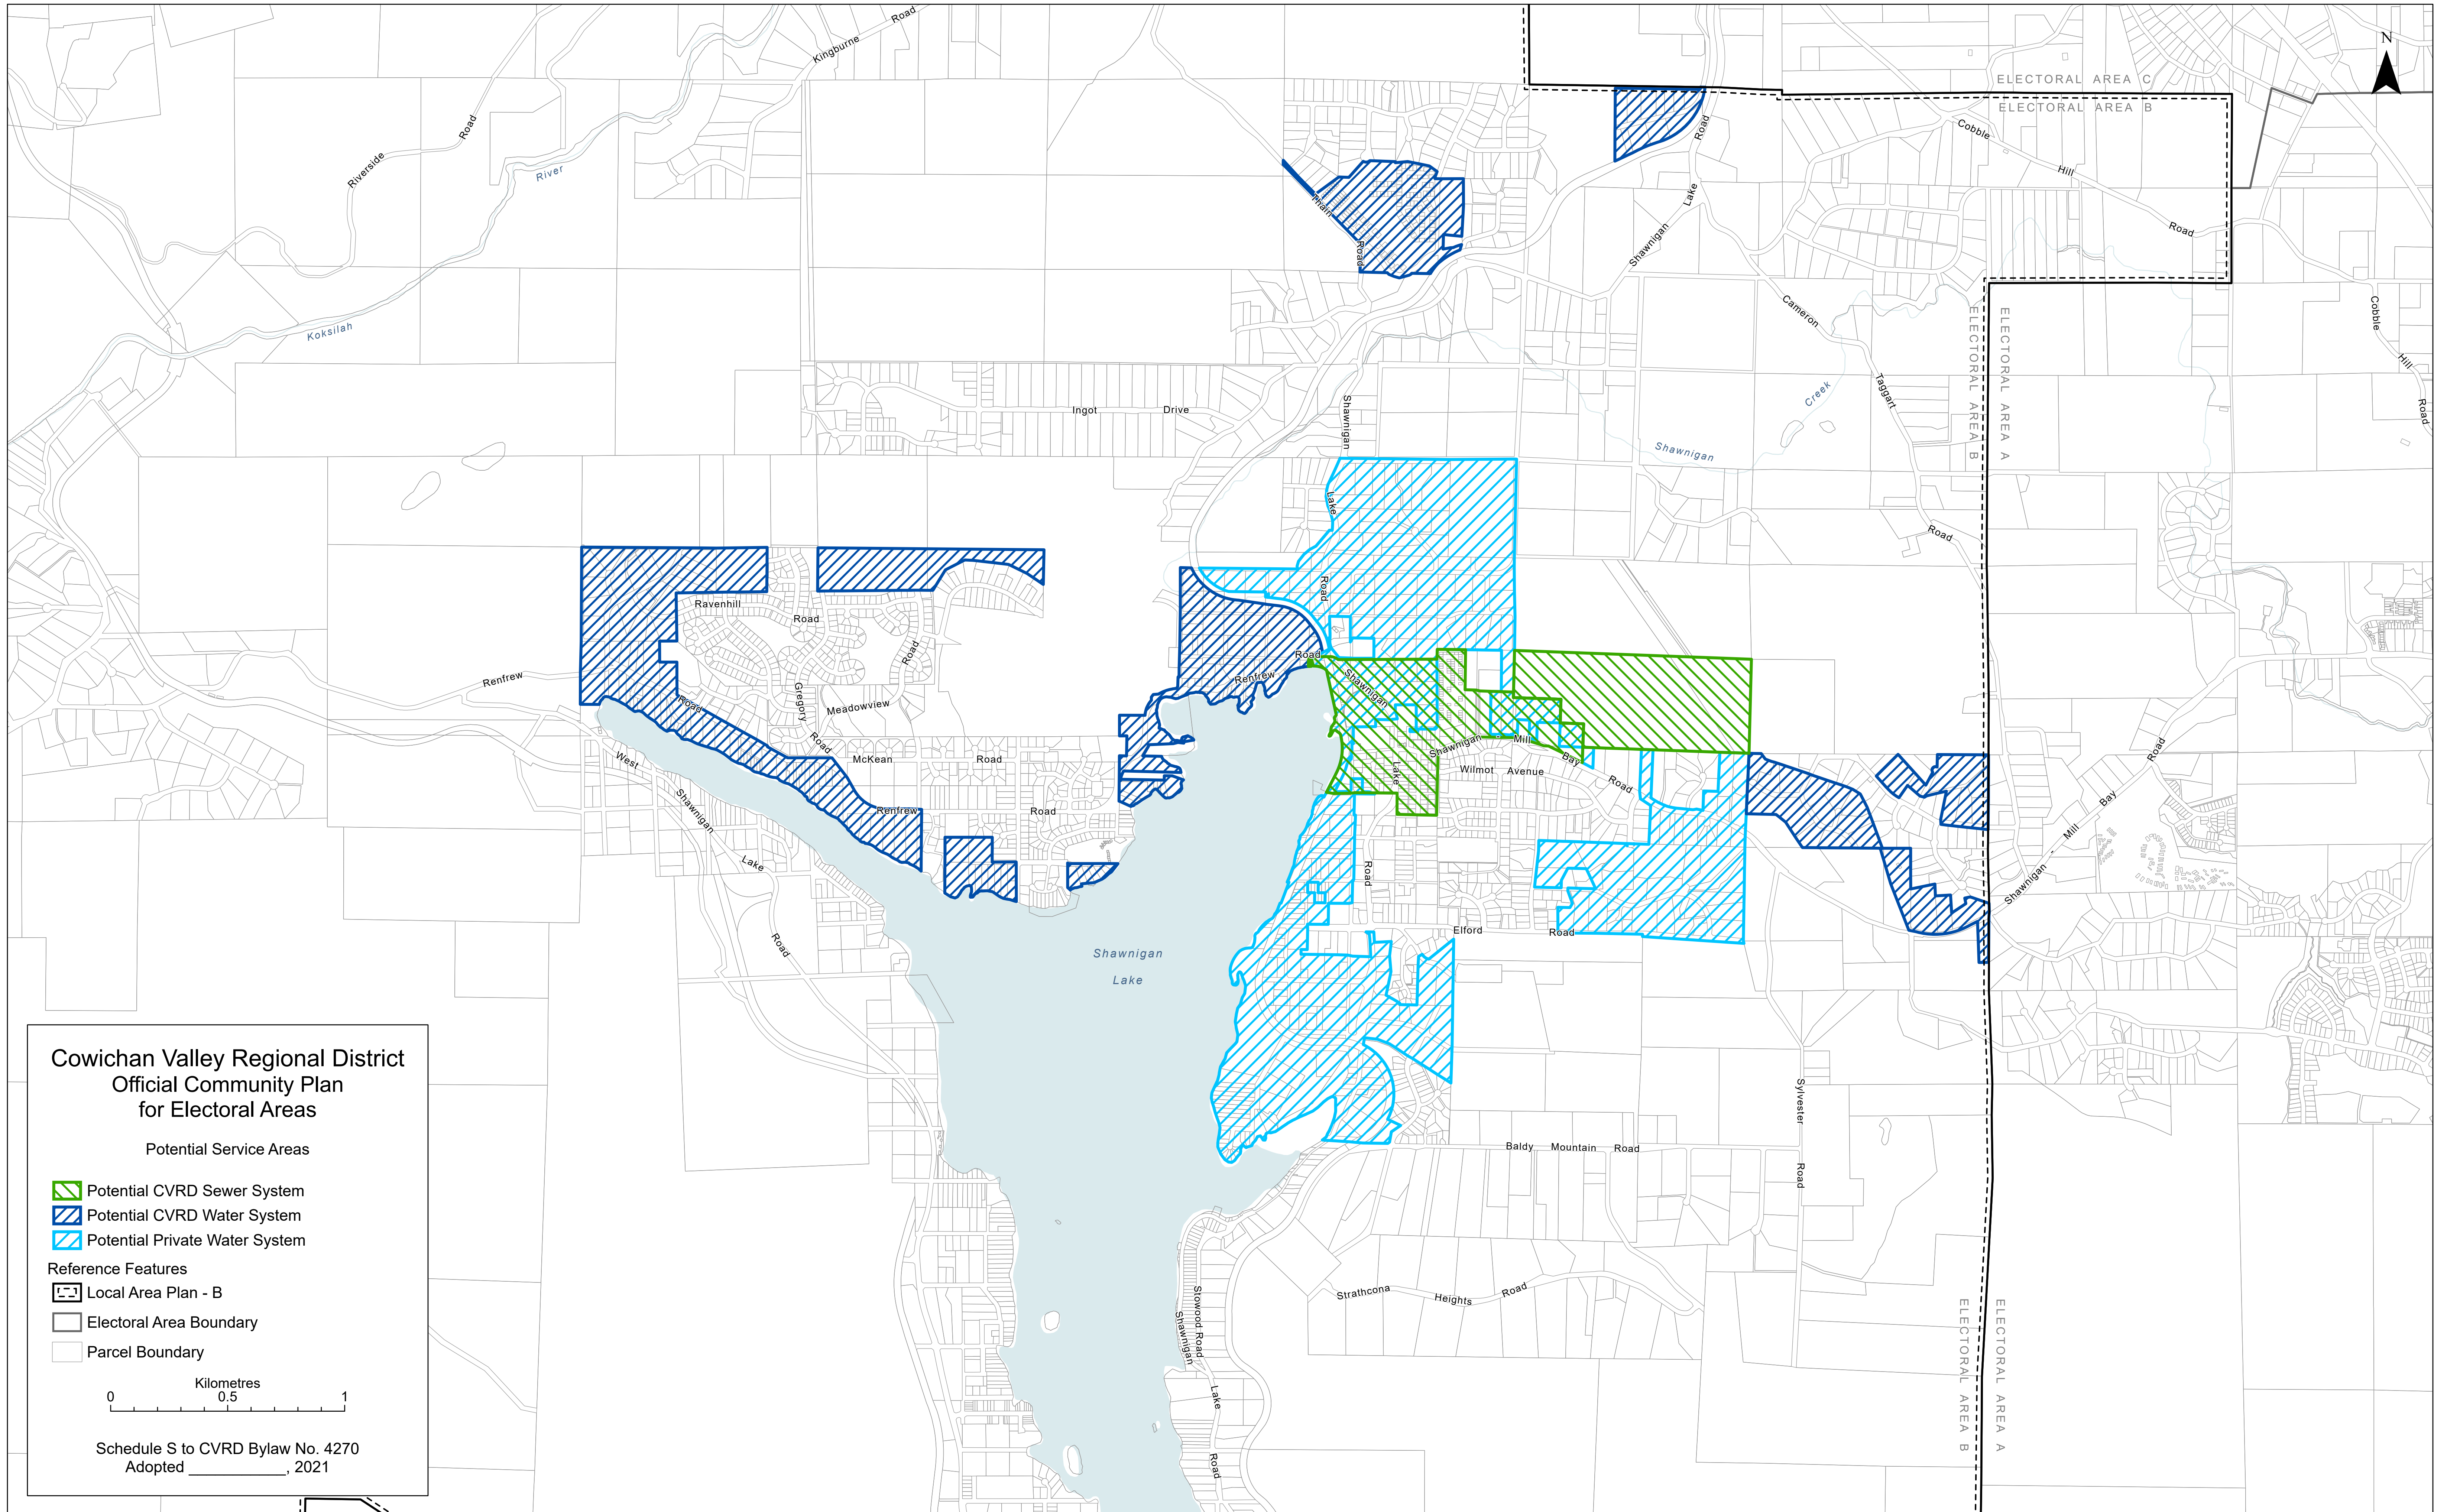 Kingburne Road
N
ELECTORAL AREA C
ELECTORAL AREA B
Riverside Road
River
Koksilah
Thain Road
Shawnigan Lake Road
Cobble Hill Road
Cobble Hill Road
Cameron Taggart Road
ELECTORAL AREA B
ELECTORAL AREA A
Creek
Shawnigan
Ingot Drive
Shawnigan Lake Road
Ravenhill Road
Renfrew Road
Gregory Road
Meadowview Road
McKean Road
Renfrew Road
Renfrew Road
Shawnigan Lake Road
Shawnigan Mill Bay Road
Wilmot Avenue
West Shawnigan Lake Road
Shawnigan - Mill Bay Road
Elford Road
Shawnigan
Lake
Baldy Mountain Road
Sylvester Road
Strathcona Heights Road
Stowood Road
Shawnigan Lake Road
ELECTORAL AREA B
ELECTORAL AREA A
Cowichan Valley Regional District
Official Community Plan
for Electoral Areas
Potential Service Areas
Potential CVRD Sewer System
Potential CVRD Water System
Potential Private Water System
Reference Features
Local Area Plan - B
Electoral Area Boundary
Parcel Boundary
Kilometres
0 0.5 1
Schedule S to CVRD Bylaw No. 4270
Adopted ___________, 2021